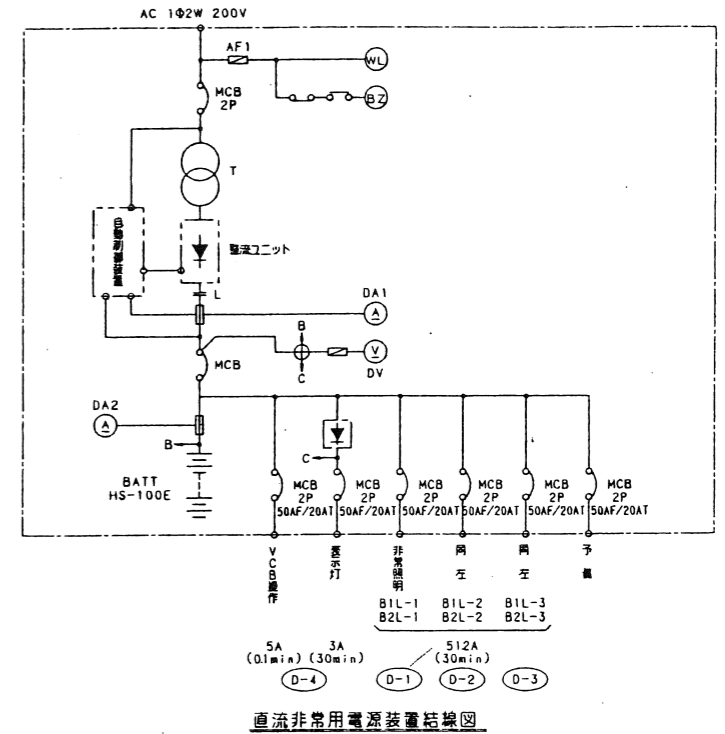 AC 1Φ2W 200V
AF1
WL
BZ
MCB
2P
T
自動制御装置
整流ユニット
L
DA1
A
B
V
C
DV
MCB
DA2
A
B
C
BATT
HS-100E
MCB MCB MCB MCB MCB MCB
2P 2P 2P 2P 2P 2P
50AF/20AT 50AF/20AT 50AF/20AT 50AF/20AT 50AF/20AT 50AF/20AT
VCB操作
表示灯
非常照明
同左
同左
予備
B1L-1 B1L-2 B1L-3
B2L-1 B2L-2 B2L-3
5A 3A 51.2A
(0.1min) (30min) (30min)
D-4 D-1 D-2 D-3
直流非常用電源装置結線図